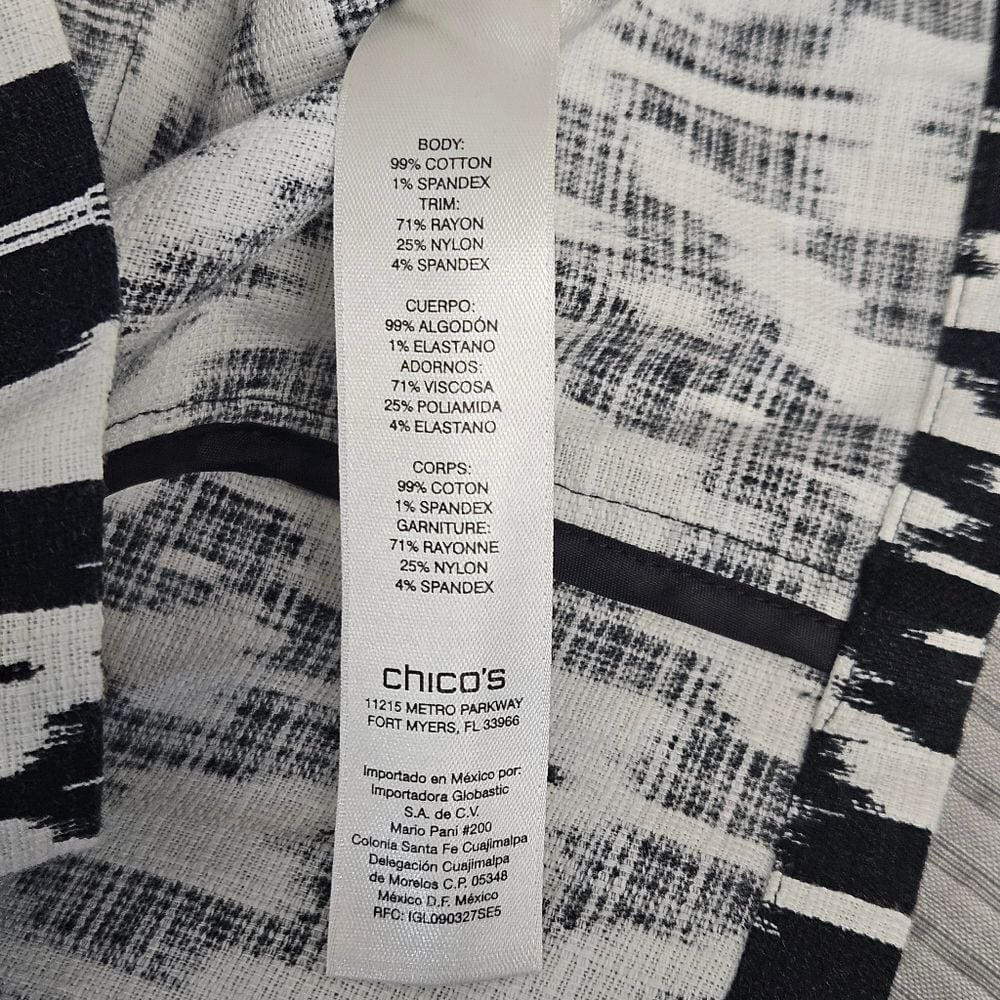 BODY:
99% COTTON
1% SPANDEX
TRIM:
71% RAYON
25% NYLON
4% SPANDEX
CUERPO:
99% ALGODÓN
1% ELASTANO
ADORNOS:
71% VISCOSA
25% POLIAMIDA
4% ELASTANO
CORPS:
99% COTON
1% SPANDEX
GARNITURE:
71% RAYONNE
25% NYLON
4% SPANDEX
chico's
11215 METRO PARKWAY
FORT MYERS, FL 33966
Importado en México por:
Importadora Globastic
S.A. de C.V.
Mario Pani #200
Colonia Santa Fe Cuajimalpa
Delegación Cuajimalpa
de Morelos C.P. 05348
México D.F. México
RFC: IGL090327SE5